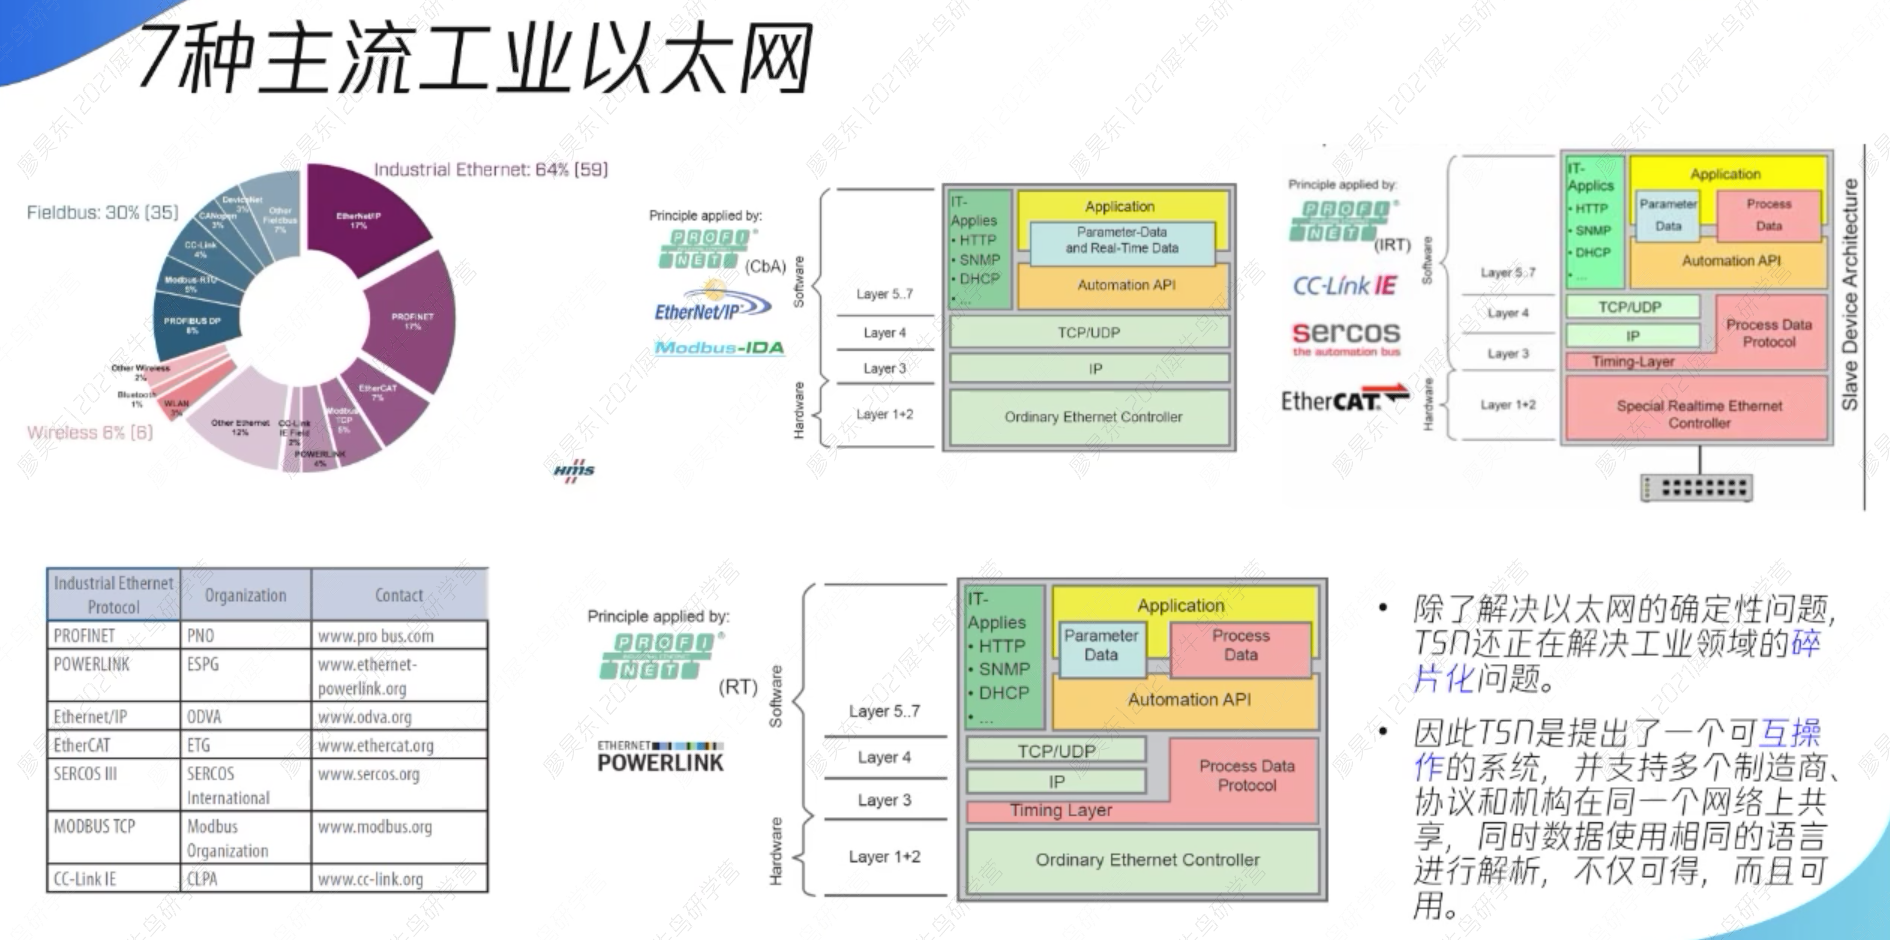 7种主流工业以太网
Industrial Ethernet: 64% (59)
Fieldbus: 30% (35)
Wireless 6% (6)
EtherNet/IP
17%
PROFINET
17%
EtherCAT
7%
Modbus
TCP
5%
POWERLINK
4%
CC-Link
IE Field
2%
Other Ethernet
12%
WLAN
3%
Bluetooth
1%
Other Wireless
2%
PROFIBUS DP
8%
Modbus-RTU
5%
CC-Link
4%
CANopen
3%
DeviceNet
3%
Other
Fieldbus
7%
HMS
Principle applied by:
PROFI
NET
(CbA)
EtherNet/IP
Modbus-IDA
Software
Hardware
Layer 5..7
Layer 4
Layer 3
Layer 1+2
IT-
Applies
• HTTP
• SNMP
• DHCP
• ...
Application
Parameter-Data
and Real-Time Data
Automation API
TCP/UDP
IP
Ordinary Ethernet Controller
Principle applied by:
PROFI
NET
(IRT)
CC-Link IE
sercos
the automation bus
EtherCAT
Software
Hardware
Layer 5..7
Layer 4
Layer 3
Layer 1+2
IT-
Applics
• HTTP
• SNMP
• DHCP
• ...
Application
Parameter
Data
Process
Data
Automation API
TCP/UDP
IP
Process Data
Protocol
Timing-Layer
Special Realtime Ethernet
Controller
Slave Device Architecture
Industrial Ethernet Protocol | Organization | Contact
PROFINET | PNO | www.pro bus.com
POWERLINK | ESPG | www.ethernet-
powerlink.org
Ethernet/IP | ODVA | www.odva.org
EtherCAT | ETG | www.ethercat.org
SERCOS III | SERCOS | www.sercos.org
International
MODBUS TCP | Modbus | www.modbus.org
Organization
CC-Link IE | CLPA | www.cc-link.org
Principle applied by:
PROFI
NET
(RT)
ETHERNET
POWERLINK
Software
Hardware
Layer 5..7
Layer 4
Layer 3
Layer 1+2
IT-
Applies
• HTTP
• SNMP
• DHCP
• ...
Application
Parameter
Data
Process
Data
Automation API
TCP/UDP
IP
Process Data
Protocol
Timing Layer
Ordinary Ethernet Controller
• 除了解决以太网的确定性问题,
TSN还正在解决工业领域的碎
片化问题。
• 因此TSN是提出了一个可互操
作的系统，并支持多个制造商、
协议和机构在同一个网络上共
享，同时数据使用相同的语言
进行解析，不仅可得，而且可
用。
廖昊东|2021犀牛鸟研学营